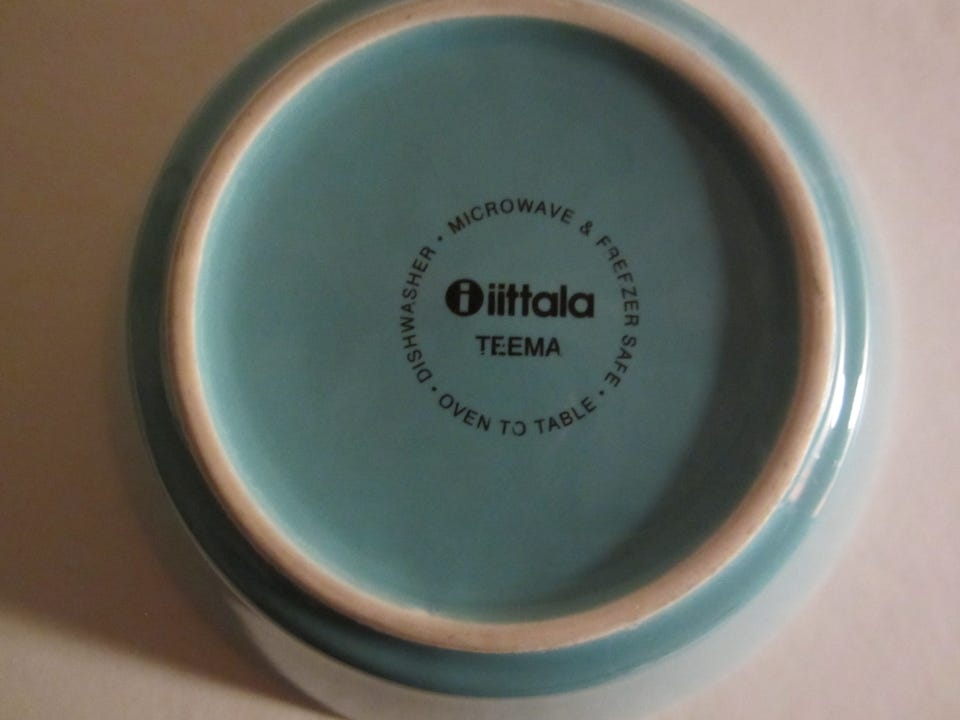 DISHWASHER • MICROWAVE & FREEZER SAFE • OVEN TO TABLE •
iittala
TEEMA